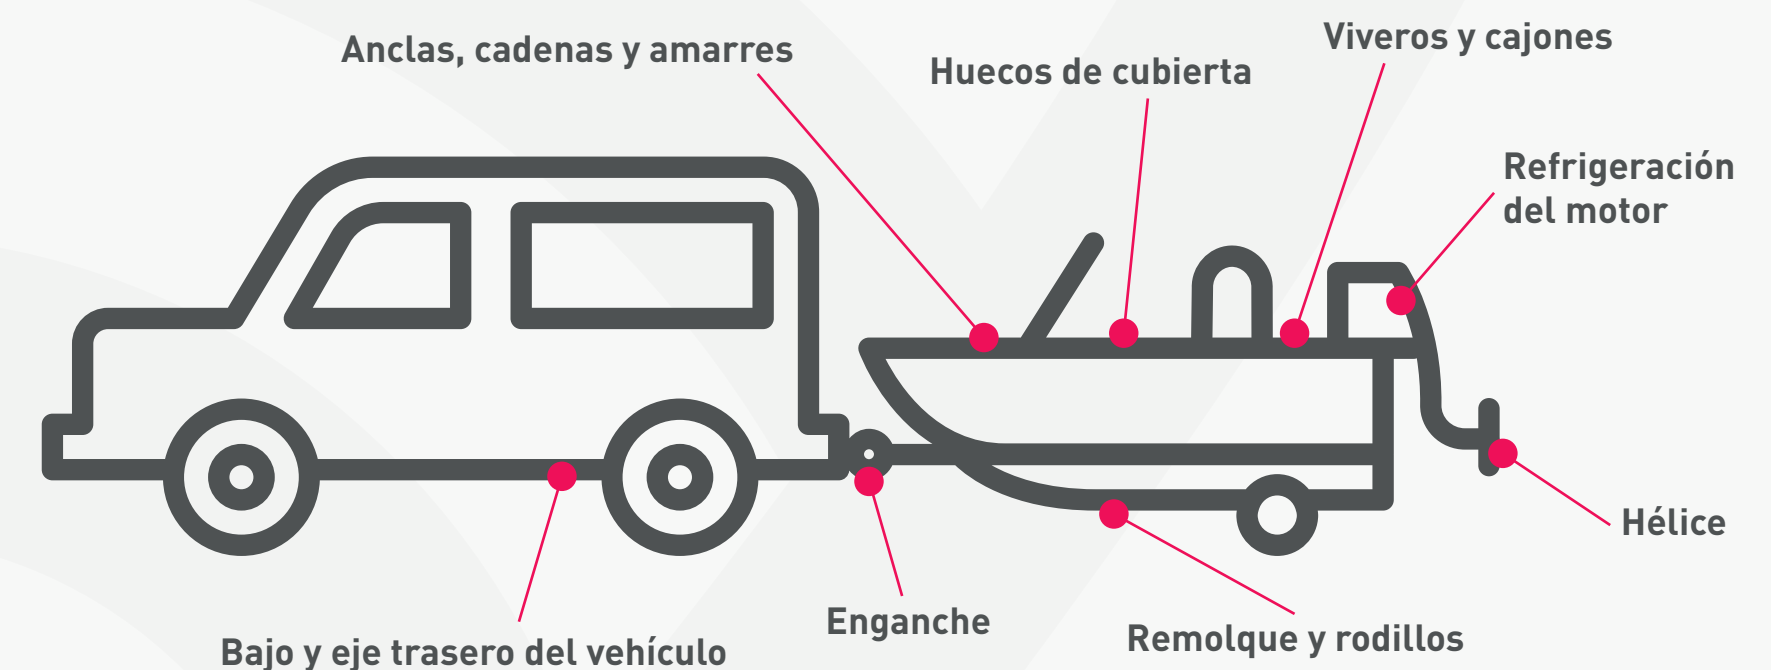 Anclas, cadenas y amarres
Huecos de cubierta
Viveros y cajones
Refrigeración
del motor
Hélice
Remolque y rodillos
Enganche
Bajo y eje trasero del vehículo